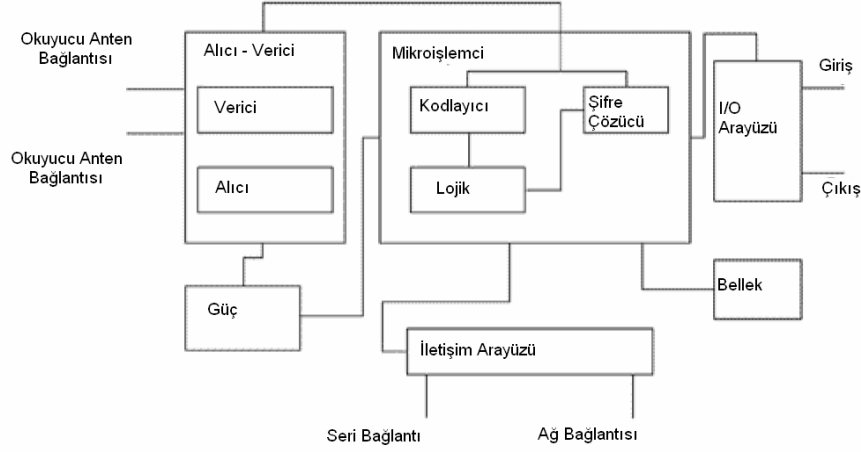 Okuyucu Anten
Bağlantısı
Okuyucu Anten
Bağlantısı
Alıcı - Verici
Verici
Alıcı
Güç
Mikroişlemci
Kodlayıcı
Şifre
Çözücü
Lojik
I/O
Arayüzü
Giriş
Çıkış
Bellek
İletişim Arayüzü
Seri Bağlantı
Ağ Bağlantısı